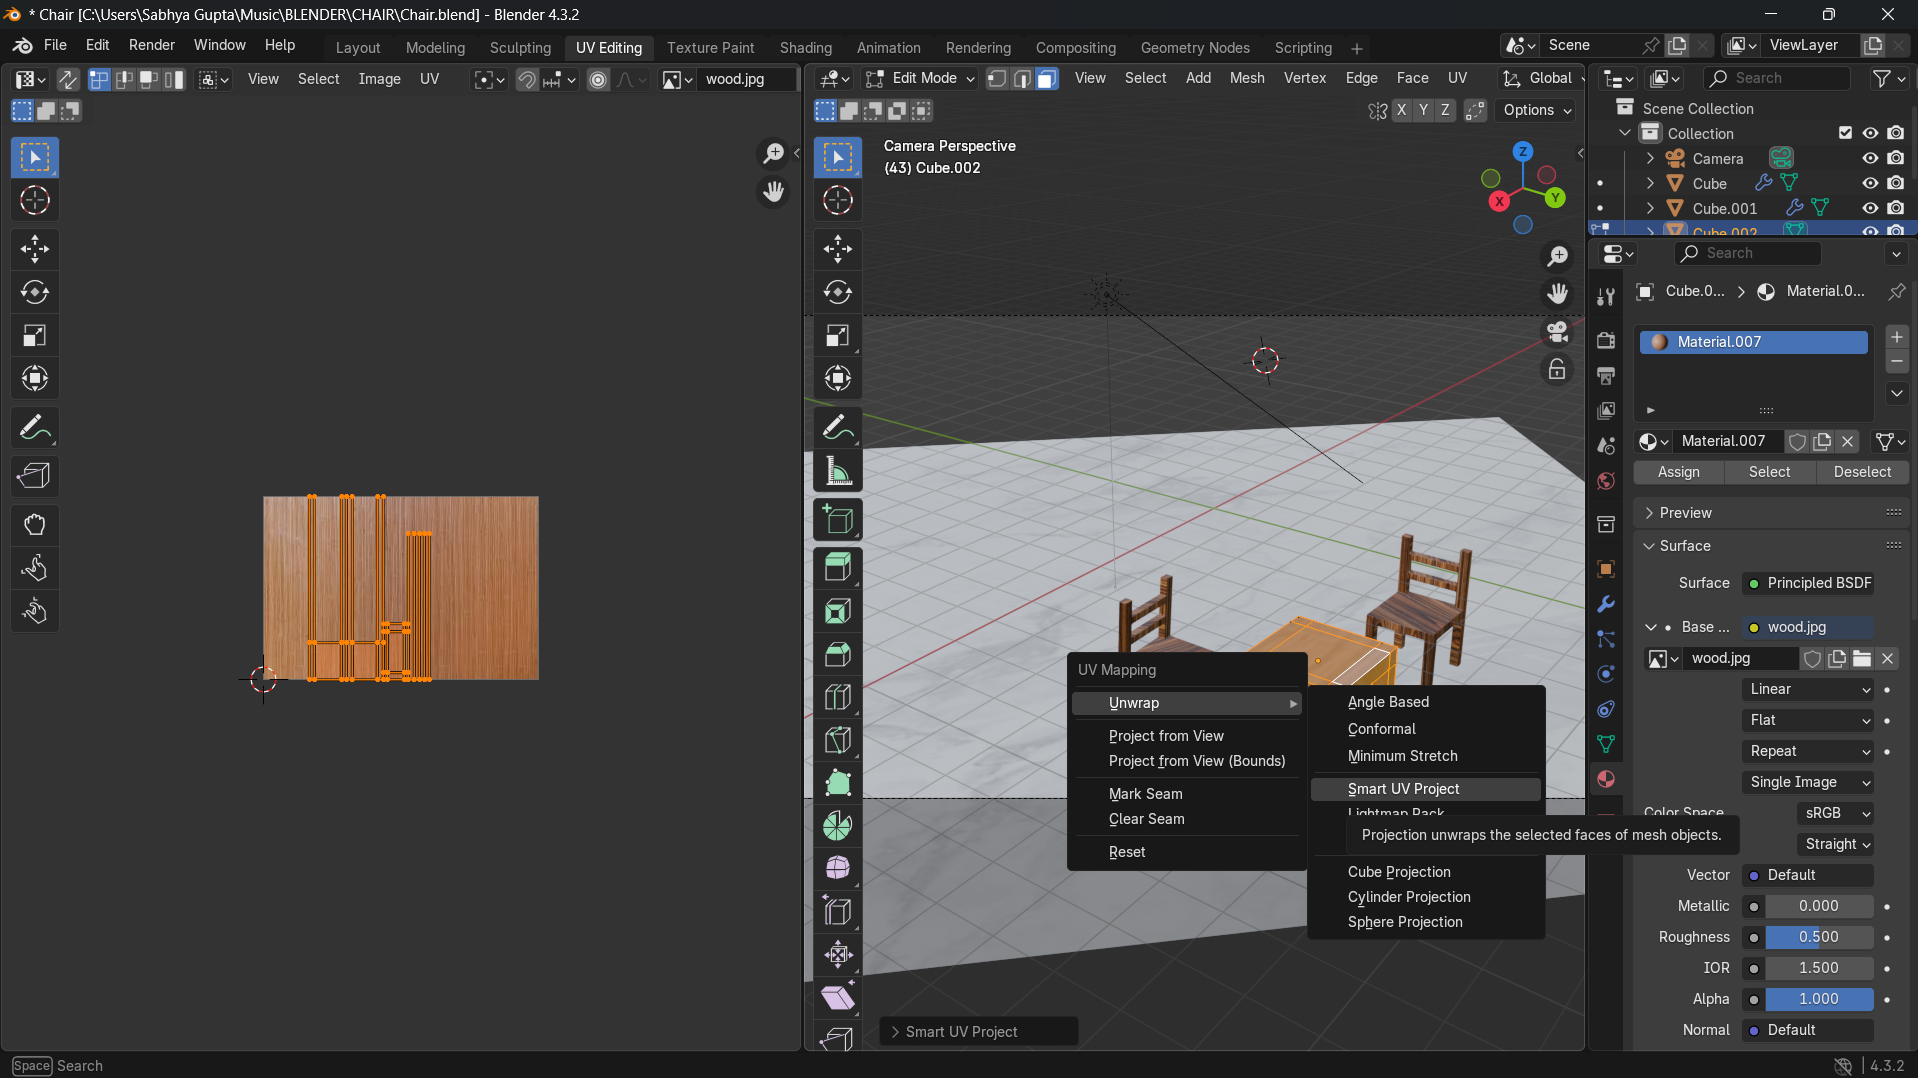 * Chair [C:\Users\Sabhya Gupta\Music\BLENDER\CHAIR\Chair.blend] - Blender 4.3.2
File Edit Render Window Help Layout Modeling Sculpting UV Editing Texture Paint Shading Animation Rendering Compositing Geometry Nodes Scripting Scene ViewLayer
View Select Image UV wood.jpg Edit Mode View Select Add Mesh Vertex Edge Face UV Global Search
X Y Z Options
Scene Collection
Collection
Camera Perspective
(43) Cube.002
Z
X
Y
Camera
Cube
Cube.001
Cube.002
Search
Cube.0... Material.0...
Material.007
Material.007
Assign Select Deselect
Preview
Surface
Surface Principled BSDF
Base ... wood.jpg
wood.jpg
Linear
Flat
Repeat
Single Image
Color Space sRGB
Straight
Vector Default
Metallic 0.000
Roughness 0.500
IOR 1.500
Alpha 1.000
Normal Default
UV Mapping
Unwrap
Project from View
Project from View (Bounds)
Mark Seam
Clear Seam
Reset
Angle Based
Conformal
Minimum Stretch
Smart UV Project
Lightmap Pack
Projection unwraps the selected faces of mesh objects.
Cube Projection
Cylinder Projection
Sphere Projection
Smart UV Project
Space Search
4.3.2